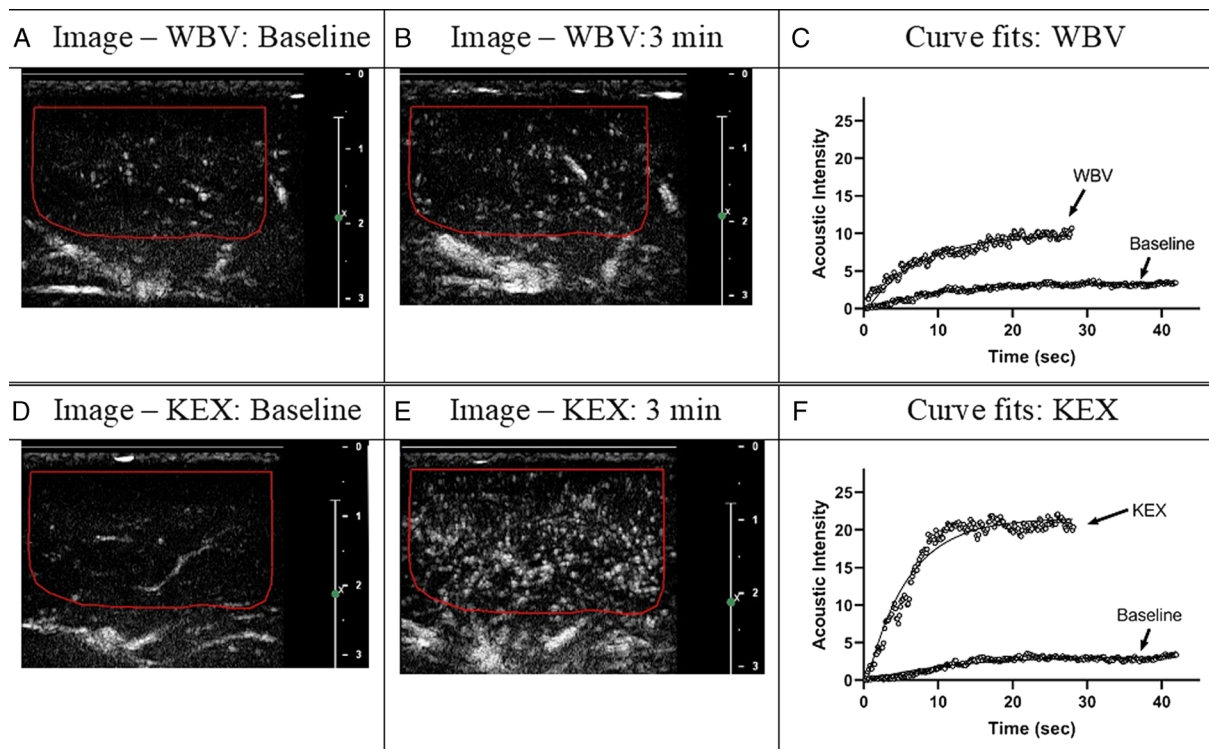 A Image – WBV: Baseline
B Image – WBV:3 min
C Curve fits: WBV
0
1
x
2
3
0
1
x
2
3
Acoustic Intensity
25
20
15
10
5
0
WBV
Baseline
0 10 20 30 40
Time (sec)
D Image – KEX: Baseline
E Image – KEX: 3 min
F Curve fits: KEX
0
1
x
2
3
0
1
x
2
3
Acoustic Intensity
25
20
15
10
5
0
KEX
Baseline
0 10 20 30 40
Time (sec)